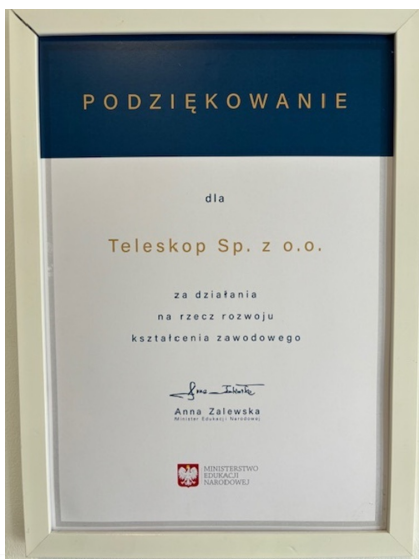 PODZIĘKOWANIE
dla
Teleskop Sp. z o.o.
za działania
na rzecz rozwoju
kształcenia zawodowego
Anna Zalewska
Minister Edukacji Narodowej
MINISTERSTWO
EDUKACJI
NARODOWEJ